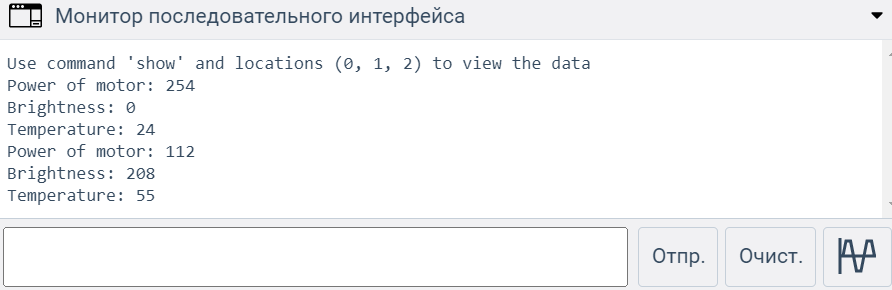 Монитор последовательного интерфейса
Use command 'show' and locations (0, 1, 2) to view the data
Power of motor: 254
Brightness: 0
Temperature: 24
Power of motor: 112
Brightness: 208
Temperature: 55
Отпр.
Очист.